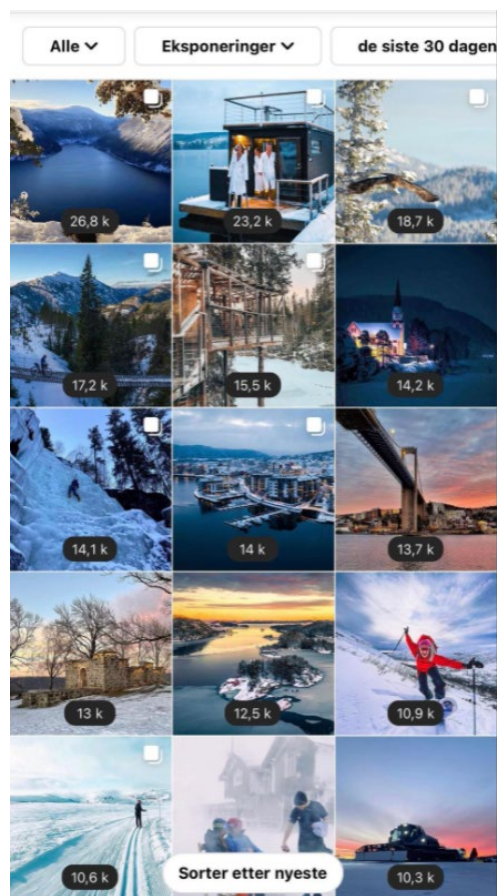 Alle
Eksponeringer
de siste 30 dagen
26,8 k
23,2 k
18,7 k
17,2 k
15,5 k
14,2 k
14,1 k
14 k
13,7 k
13 k
12,5 k
10,9 k
10,6 k
Sorter etter nyeste
10,3 k